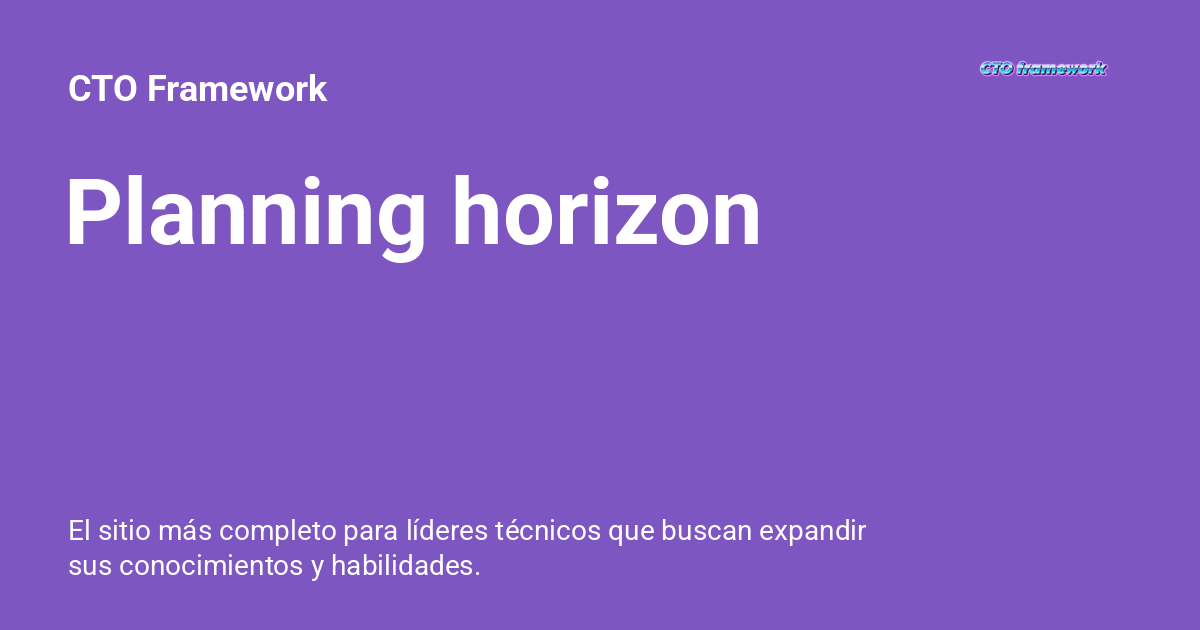 CTO Framework
CTO framework
Planning horizon
El sitio más completo para líderes técnicos que buscan expandir
sus conocimientos y habilidades.